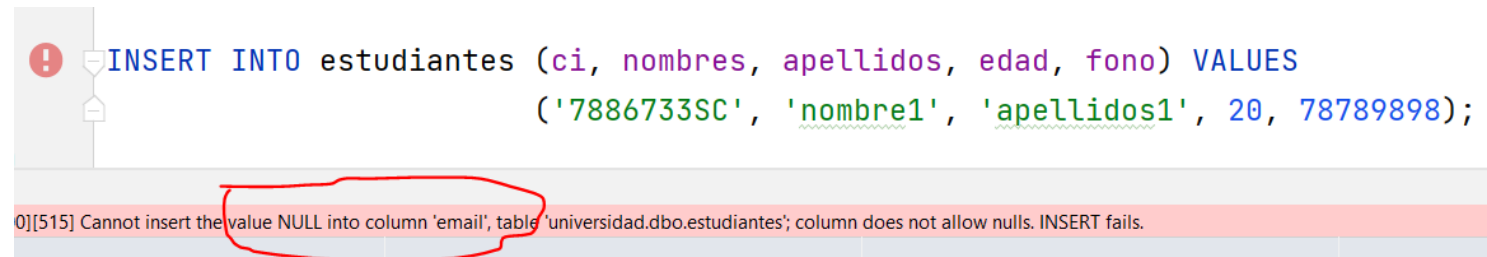 INSERT INTO estudiantes (ci, nombres, apellidos, edad, fono) VALUES
('7886733SC', 'nombre1', 'apellidos1', 20, 78789898);
0][515] Cannot insert the value NULL into column 'email', table 'universidad.dbo.estudiantes'; column does not allow nulls. INSERT fails.